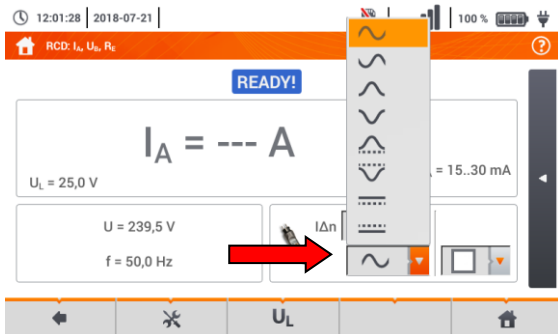 12:01:28 2018-07-21 100 %
RCD: IA, UB, RE
READY!
IA = --- A
UL = 25,0 V
= 15..30 mA
U = 239,5 V
IΔn
f = 50,0 Hz
UL